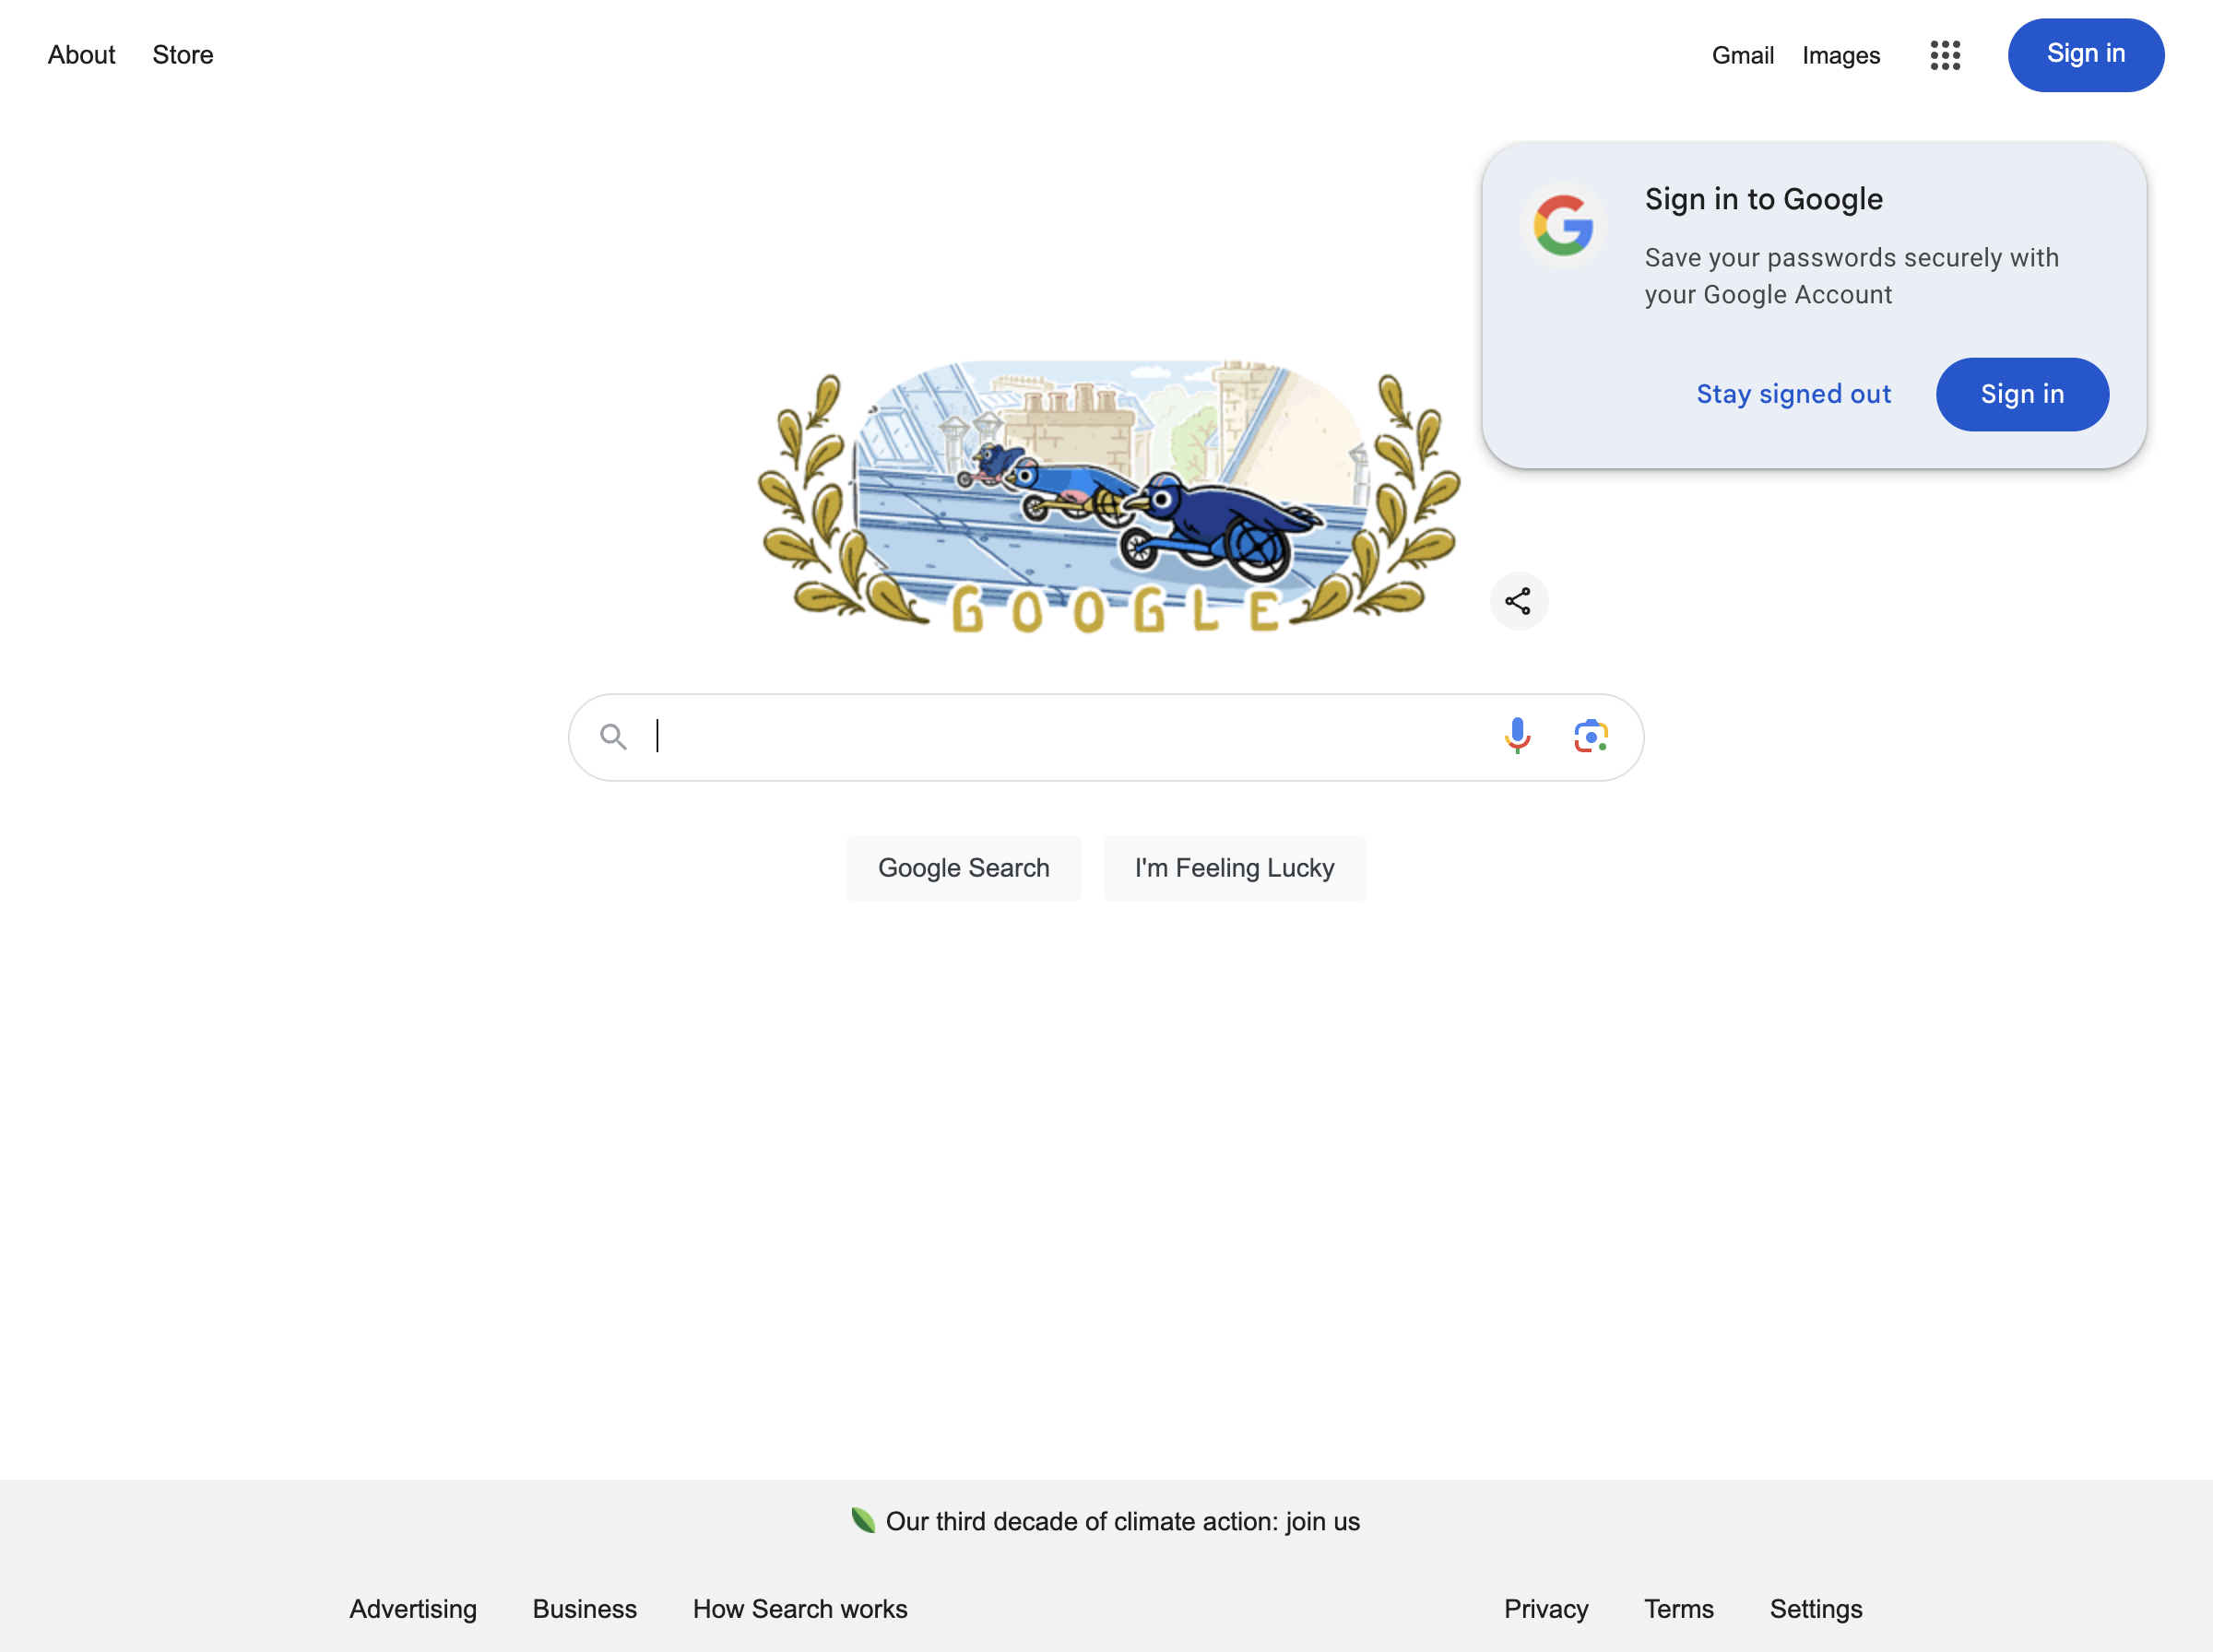 About Store Gmail Images Sign in
Sign in to Google
Save your passwords securely with
your Google Account
Stay signed out Sign in
GOOGLE
Google Search I'm Feeling Lucky
Our third decade of climate action: join us
Advertising Business How Search works Privacy Terms Settings